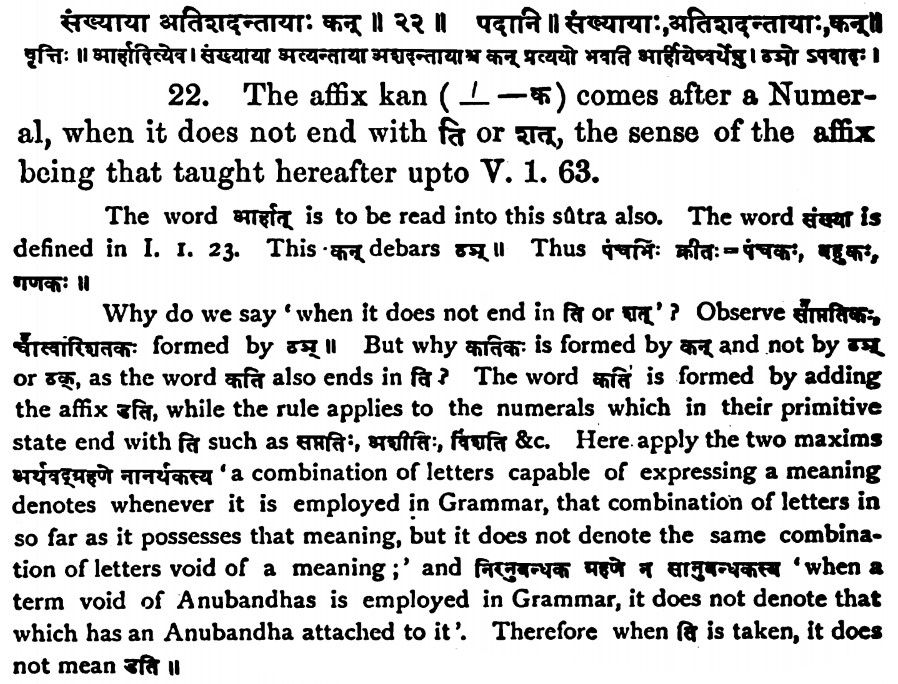 संख्याया अतिशदन्तायाः कन् ॥ २२ ॥ पदानि ॥ संख्यायाः, अतिशदन्तायाः, कन्॥
वृत्तिः ॥ आर्हादित्येव। संख्याया अत्यन्ताया अशदन्तायाश्च कन् प्रत्ययो भवति आर्हीयेष्वर्थेषु। ठञो ऽपवादः।
22. The affix kan ( ⊥ —क) comes after a Numer-
al, when it does not end with ति or शत्, the sense of the affix
being that taught hereafter upto V. 1. 63.
The word आर्हात् is to be read into this sûtra also. The word संख्या is
defined in I. I. 23. This कन् debars ठञ् ॥ Thus पंचभिः क्रीतः=पंचकः, बहुकः,
गणकः ॥
Why do we say 'when it does not end in ति or शत्'? Observe साँप्ततिकः,
चाँत्वारिंशत्कः formed by ठञ् ॥ But why कतिकः is formed by कन् and not by ठञ्
or ठक्, as the word कति also ends in ति? The word कति is formed by adding
the affix डति, while the rule applies to the numerals which in their primitive
state end with ति such as सप्ततिः, अशीतिः, विंशति &c. Here apply the two maxims
अर्थवद्ग्रहणे नानर्थकस्य 'a combination of letters capable of expressing a meaning
denotes whenever it is employed in Grammar, that combination of letters in
so far as it possesses that meaning, but it does not denote the same combina-
tion of letters void of a meaning;' and निरनुबन्धक ग्रहणे न सानुबन्धकस्य 'when a
term void of Anubandhas is employed in Grammar, it does not denote that
which has an Anubandha attached to it'. Therefore when ति is taken, it does
not mean डति ॥